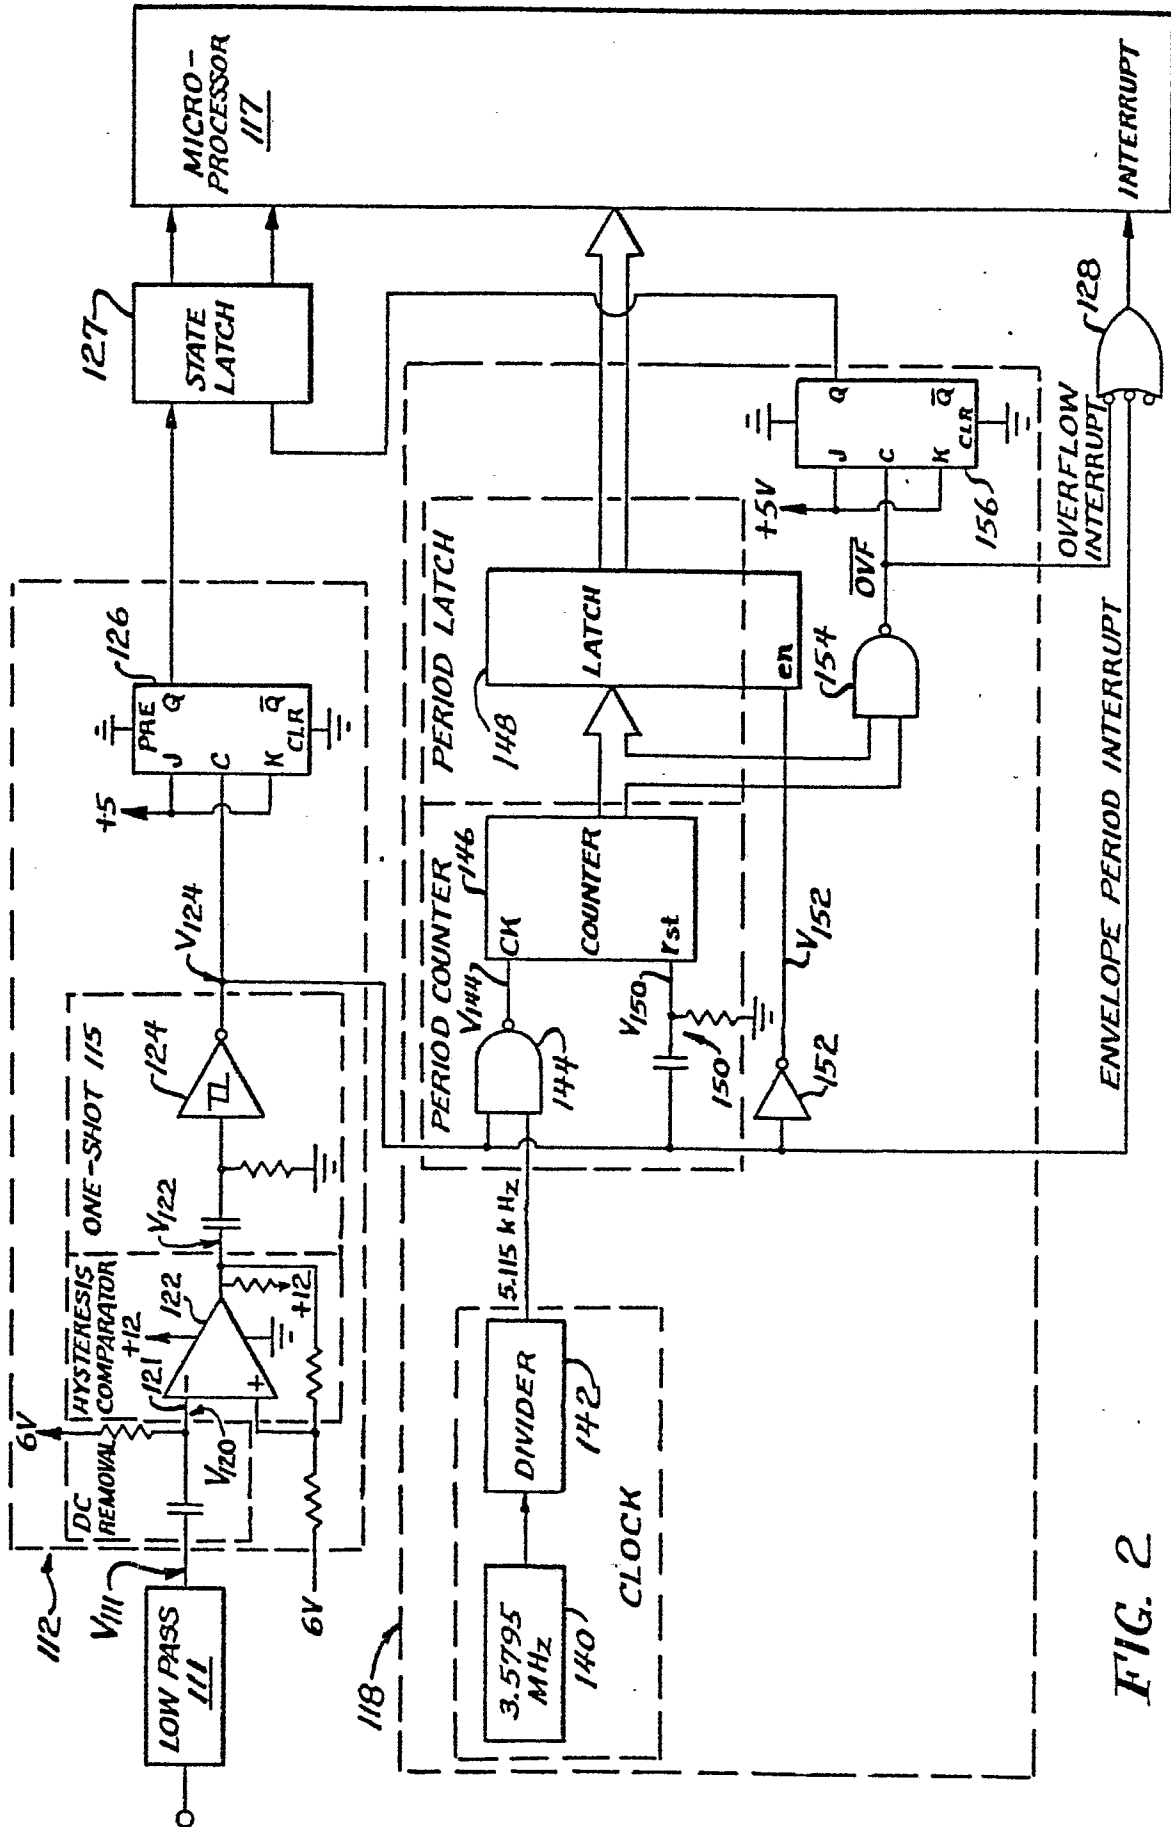 112
LOW PASS
111
V111
DC
REMOVAL
6V
6V
V120
HYSTERESIS
COMPARATOR
121
122
+12
+12
-
+
V122
ONE-SHOT 115
124
V124
+5
126
PRE
J
C
K
Q
Q̅
CLR
127
STATE
LATCH
MICRO-
PROCESSOR
117
INTERRUPT
118
3.5795
MHz
140
DIVIDER
142
CLOCK
5.115 kHz
PERIOD COUNTER
144
V144
146
CK
COUNTER
rst
V150
150
152
V152
PERIOD LATCH
148
LATCH
en
154
O̅V̅F̅
+5V
J
C
K
Q
Q̅
CLR
156
OVERFLOW
INTERRUPT
ENVELOPE PERIOD INTERRUPT
128
FIG. 2